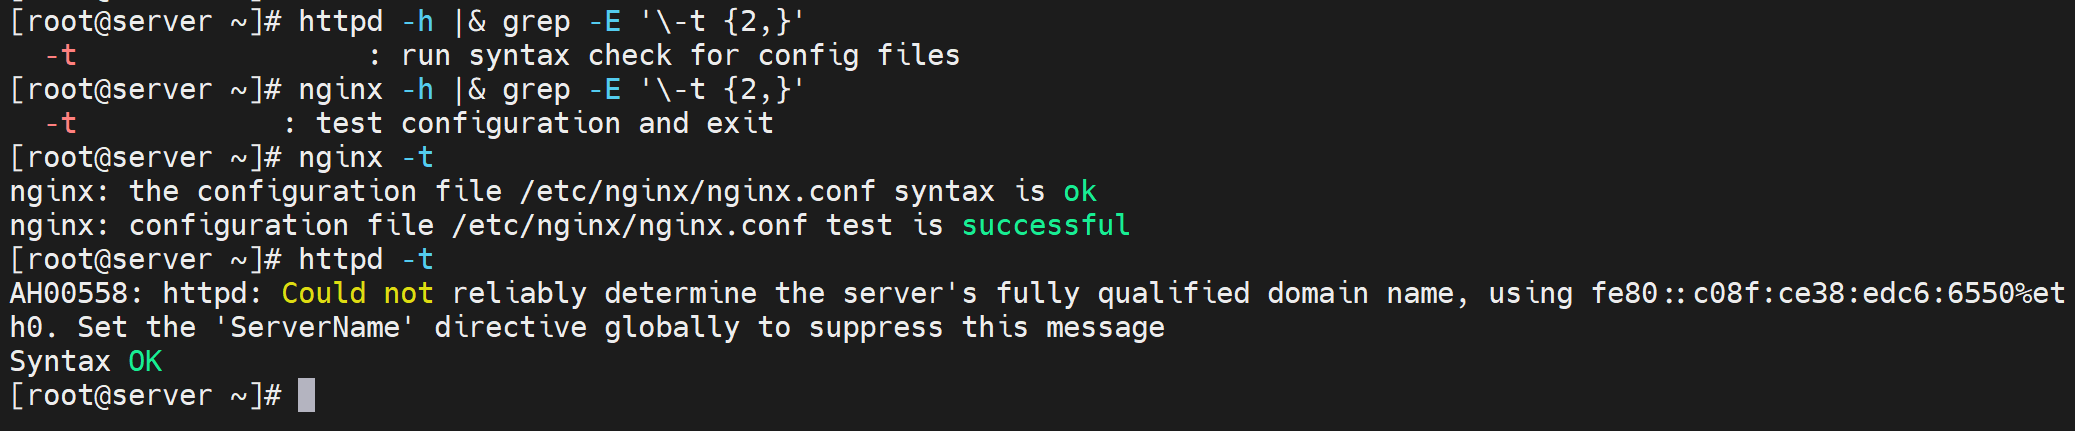 [root@server ~]# httpd -h |& grep -E '\-t {2,}'
  -t                 : run syntax check for config files
[root@server ~]# nginx -h |& grep -E '\-t {2,}'
  -t            : test configuration and exit
[root@server ~]# nginx -t
nginx: the configuration file /etc/nginx/nginx.conf syntax is ok
nginx: configuration file /etc/nginx/nginx.conf test is successful
[root@server ~]# httpd -t
AH00558: httpd: Could not reliably determine the server's fully qualified domain name, using fe80::c08f:ce38:edc6:6550%et
h0. Set the 'ServerName' directive globally to suppress this message
Syntax OK
[root@server ~]#